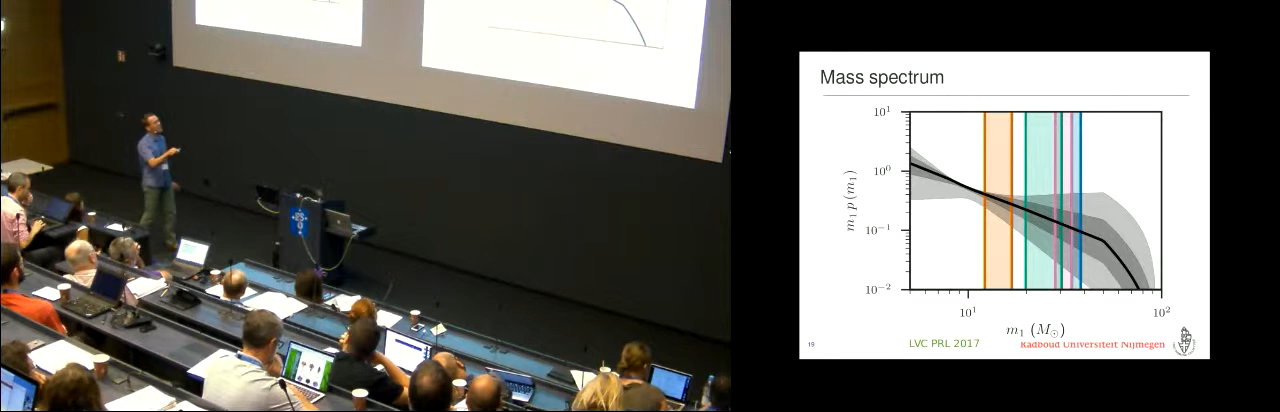 Mass spectrum
10¹
10⁰
10⁻¹
10⁻²
m₁ p (m₁)
10¹
10²
m₁ (M☉)
19
LVC PRL 2017
Radboud Universiteit Nijmegen
ES
O